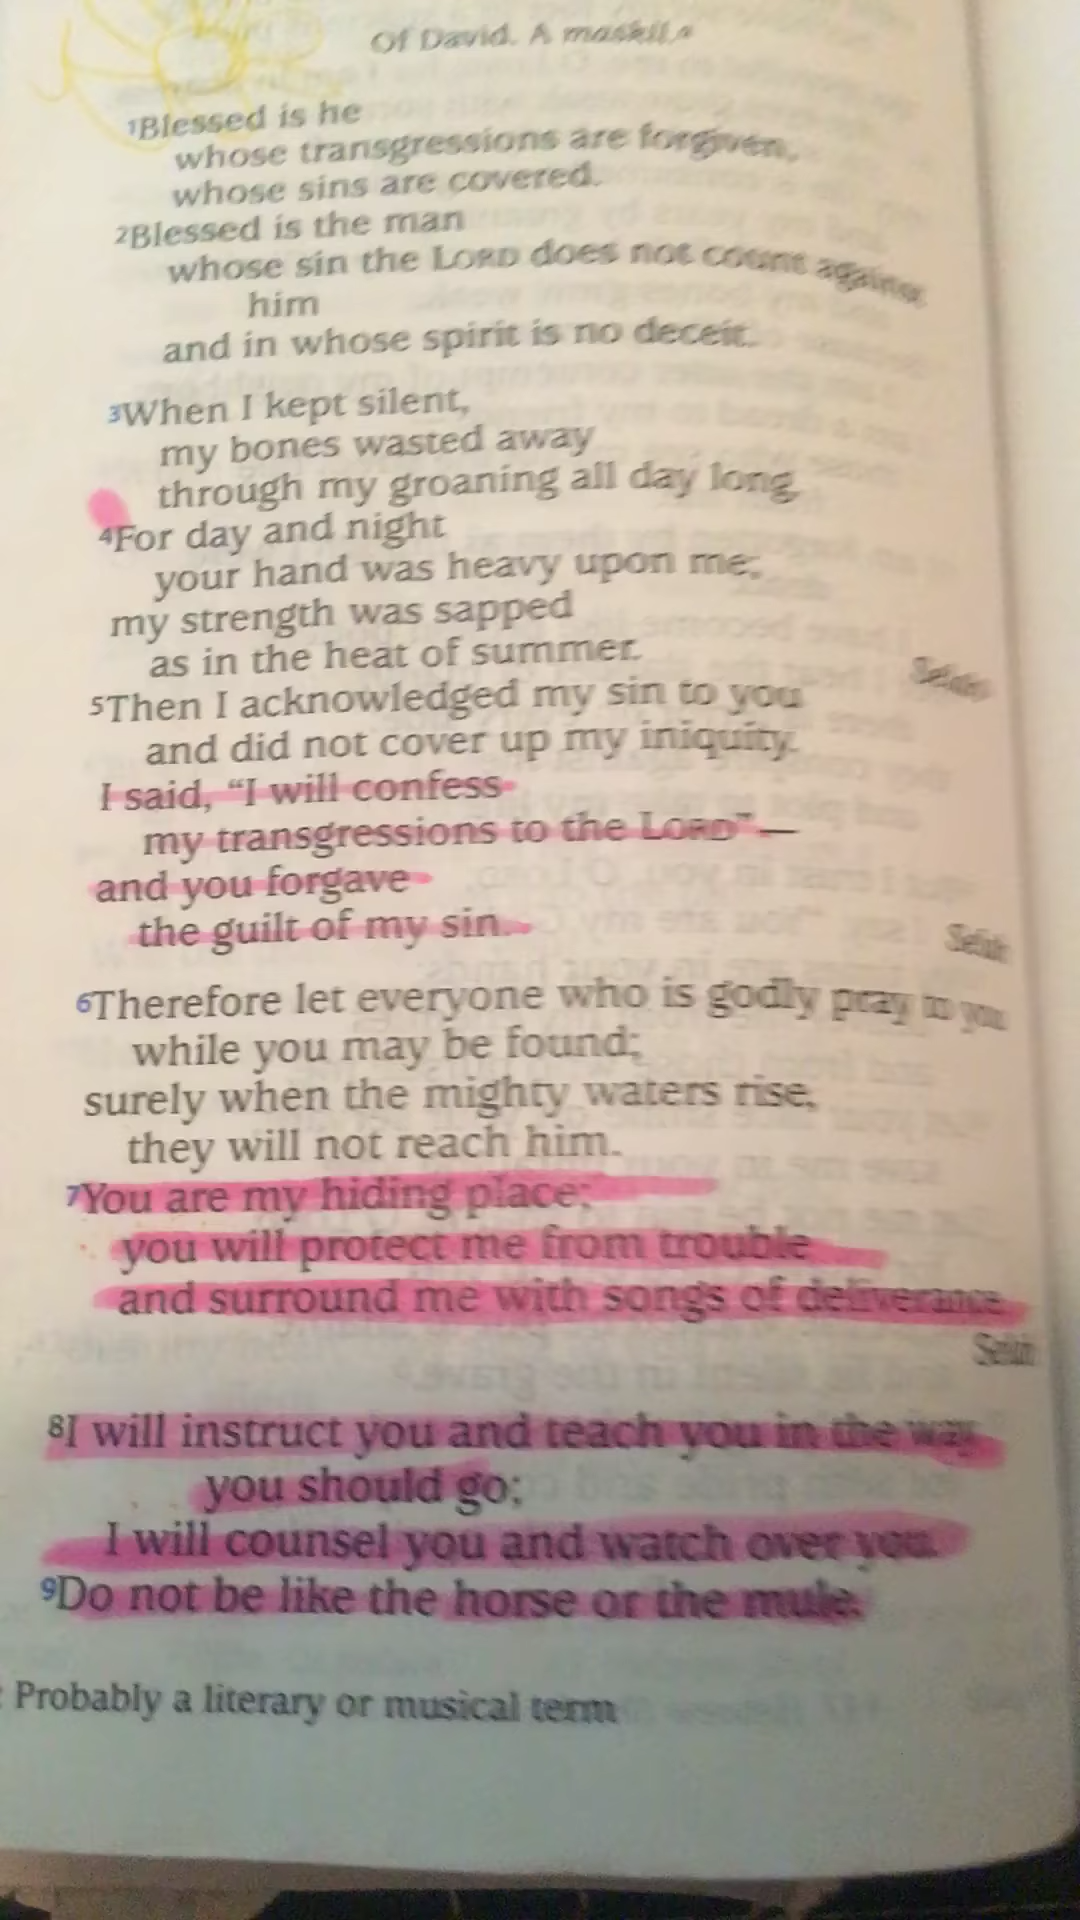 Of David. A maskil.a
1Blessed is he
whose transgressions are forgiven,
whose sins are covered.
2Blessed is the man
whose sin the LORD does not count against
him
and in whose spirit is no deceit.
3When I kept silent,
my bones wasted away
through my groaning all day long.
4For day and night
your hand was heavy upon me;
my strength was sapped
as in the heat of summer.
Selah
5Then I acknowledged my sin to you
and did not cover up my iniquity.
I said, “I will confess
my transgressions to the LORD”—
and you forgave
the guilt of my sin.
Selah
6Therefore let everyone who is godly pray to you
while you may be found;
surely when the mighty waters rise,
they will not reach him.
7You are my hiding place;
you will protect me from trouble
and surround me with songs of deliverance.
Selah
8I will instruct you and teach you in the way
you should go;
I will counsel you and watch over you.
9Do not be like the horse or the mule,
Probably a literary or musical term